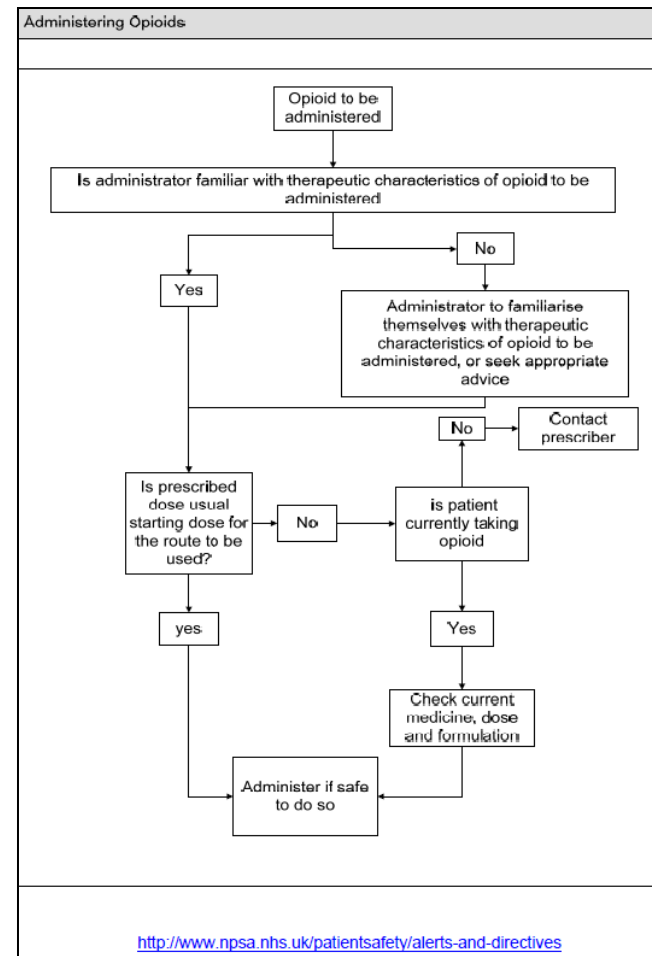 Administering Opioids
Opioid to be
administered
Is administrator familiar with therapeutic characteristics of opioid to be
administered
No
Yes
Administrator to familiarise
themselves with therapeutic
characteristics of opioid to be
administered, or seek appropriate
advice
No
Contact
prescriber
Is prescribed
dose usual
starting dose for
the route to be
used?
No
is patient
currently taking
opioid
yes
Yes
Check current
medicine, dose
and formulation
Administer if safe
to do so
http://www.npsa.nhs.uk/patientsafety/alerts-and-directives